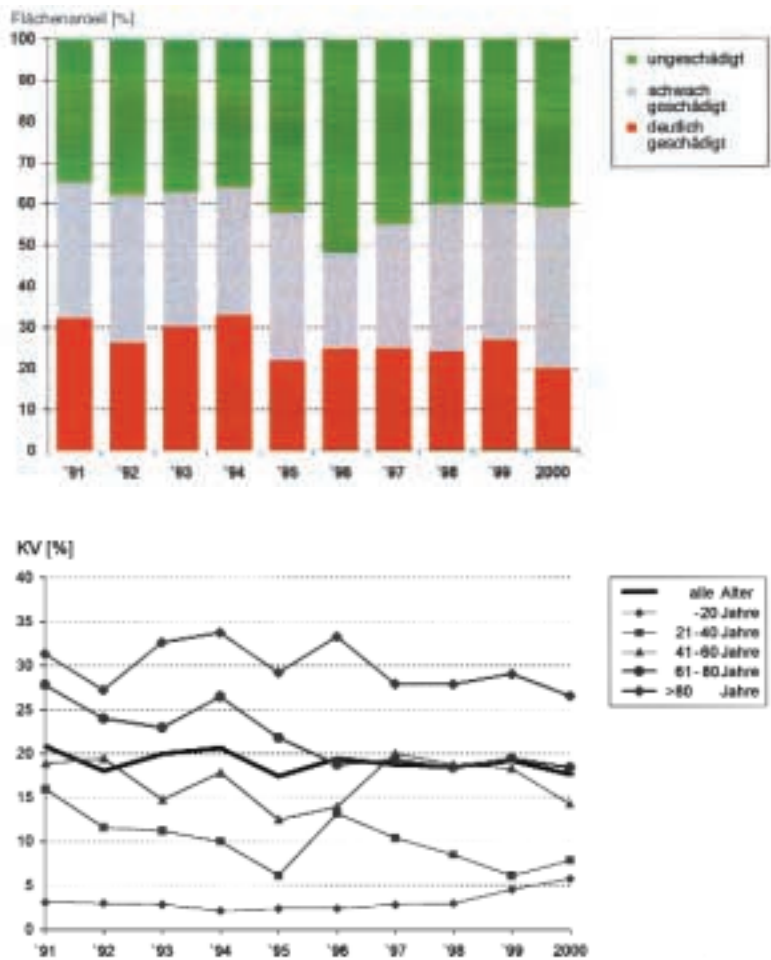 Flächenanteil [%]
100
90
80
70
60
50
40
30
20
10
0
'91 '92 '93 '94 '95 '96 '97 '98 '99 2000
ungeschädigt
schwach
geschädigt
deutlich
geschädigt
KV [%]
40
35
30
25
20
15
10
5
0
'91 '92 '93 '94 '95 '96 '97 '98 '99 2000
alle Alter
-20 Jahre
21-40 Jahre
41-60 Jahre
61-80 Jahre
>80 Jahre